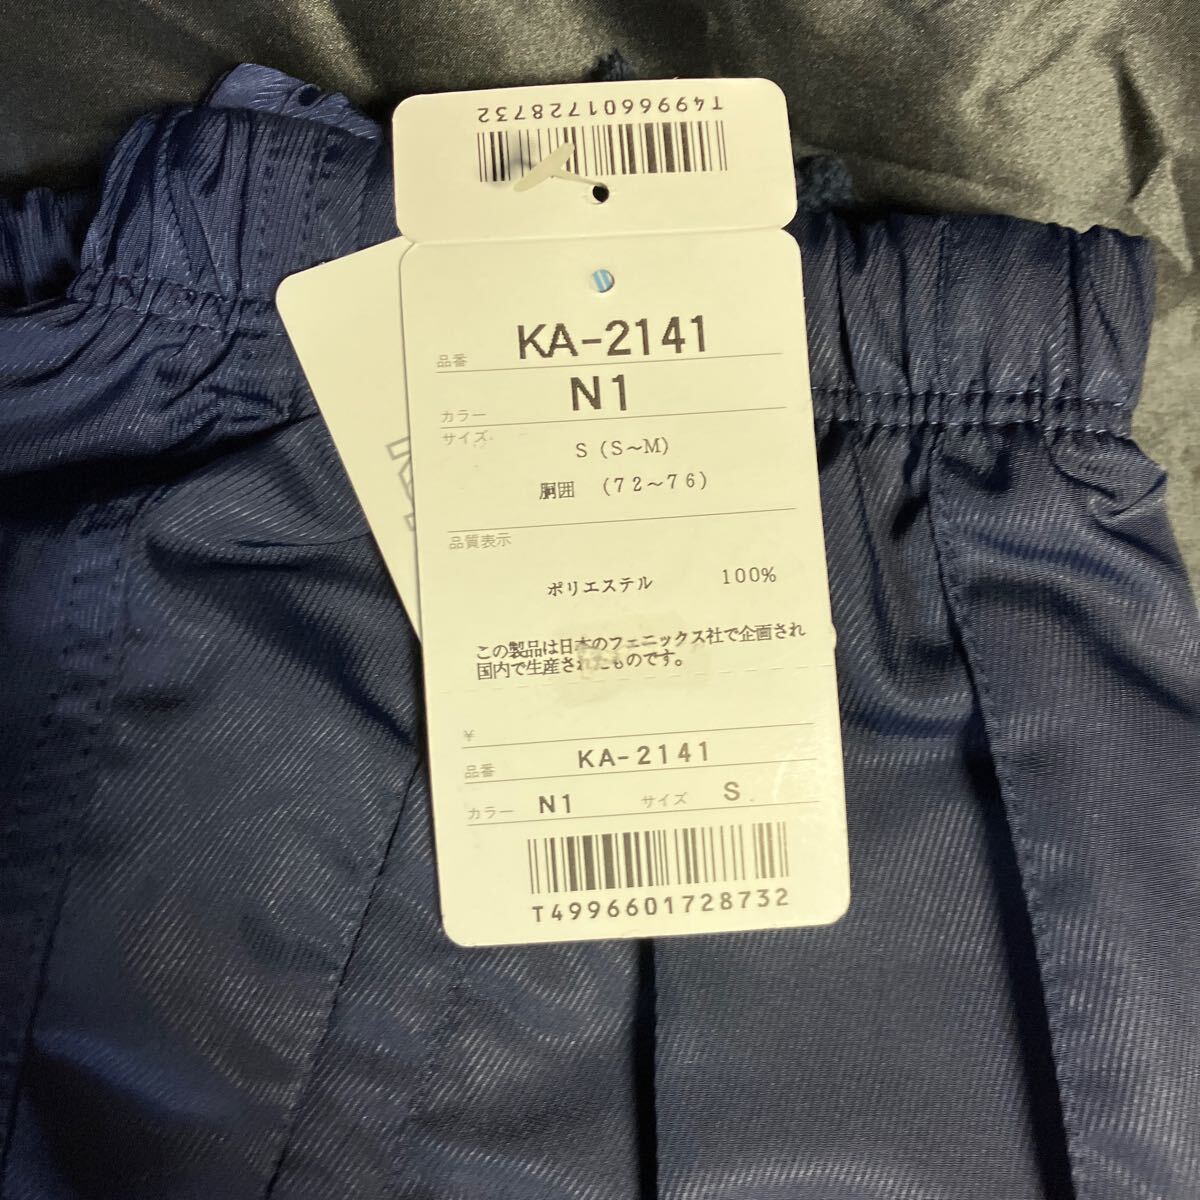 T4996601728732
品番 KA-2141
カラー N1
サイズ
S (S~M)
胴囲 (72~76)
品質表示
ポリエステル 100%
この製品は日本のフェニックス社で企画され
国内で生産されたものです。
¥
品番 KA-2141
カラー N1 サイズ S
T4996601728732